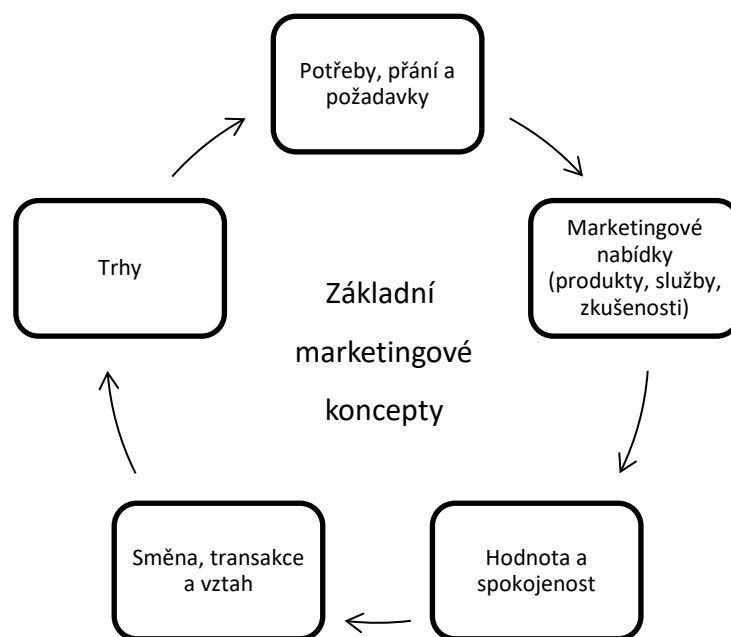 Potřeby, přání a
požadavky
Marketingové
nabídky
(produkty, služby,
zkušenosti)
Hodnota a
spokojenost
Směna, transakce
a vztah
Trhy
Základní
marketingové
koncepty